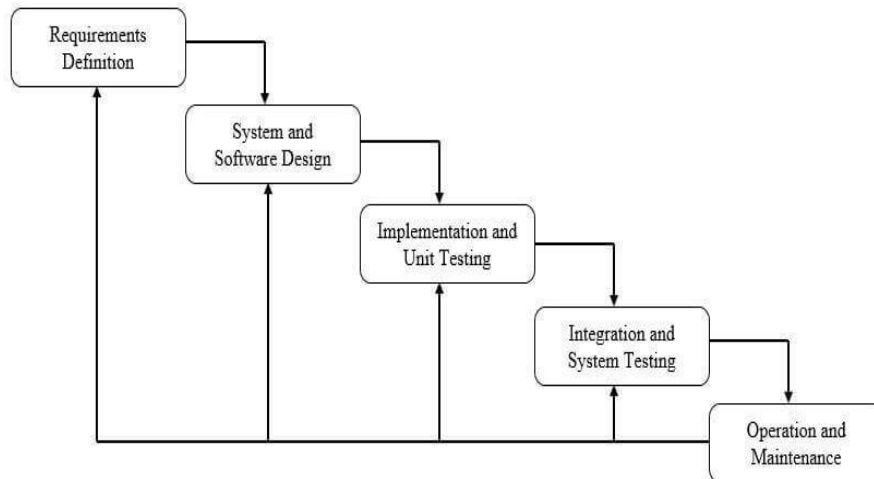 Requirements
Definition
System and
Software Design
Implementation and
Unit Testing
Integration and
System Testing
Operation and
Maintenance